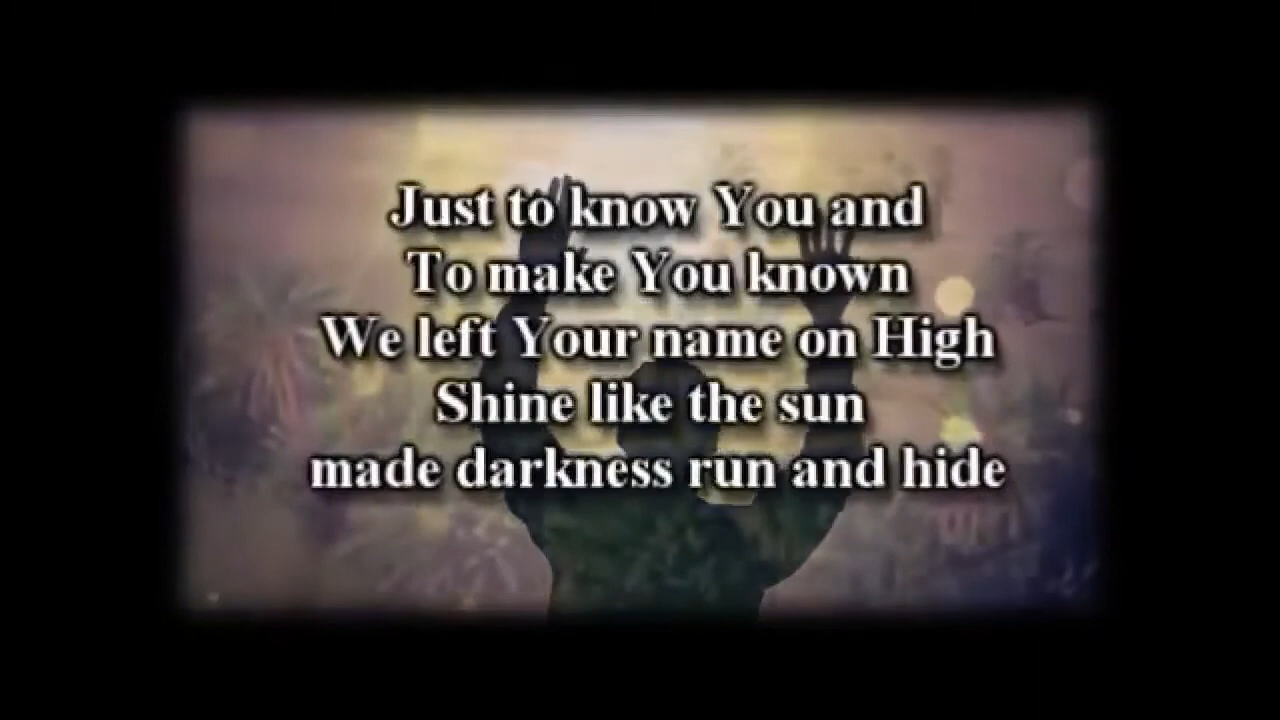 Just to know You and
To make You known
We left Your name on High
Shine like the sun
made darkness run and hide